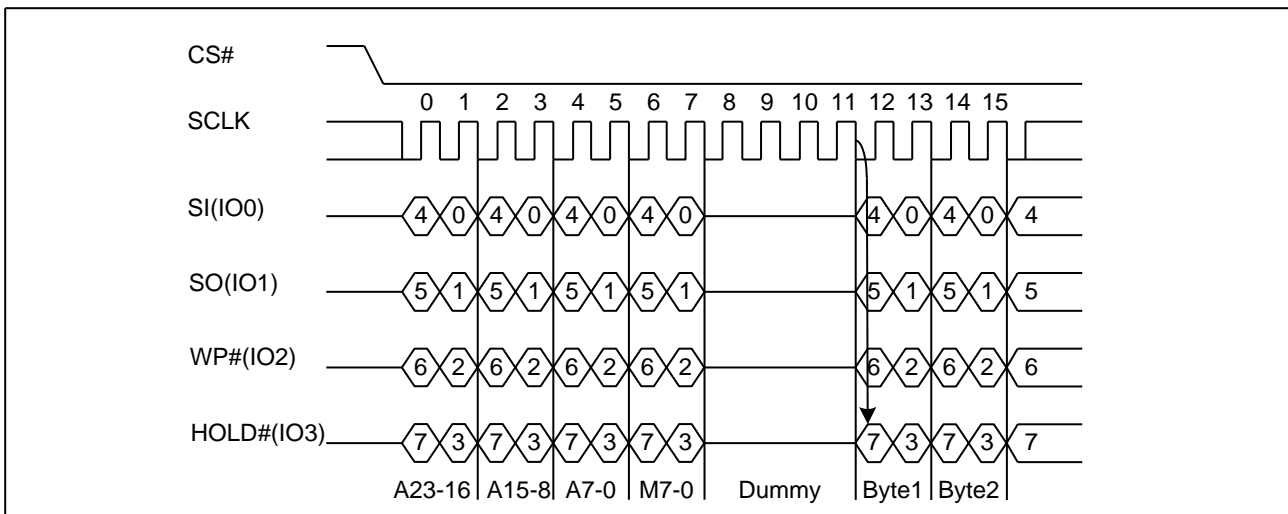 CS#
0 1 2 3 4 5 6 7 8 9 10 11 12 13 14 15
SCLK
SI(IO0) 4 0 4 0 4 0 4 0 4 0 4 0 4
SO(IO1) 5 1 5 1 5 1 5 1 5 1 5 1 5
WP#(IO2) 6 2 6 2 6 2 6 2 6 2 6 2 6
HOLD#(IO3) 7 3 7 3 7 3 7 3 7 3 7 3 7
A23-16 A15-8 A7-0 M7-0 Dummy Byte1 Byte2